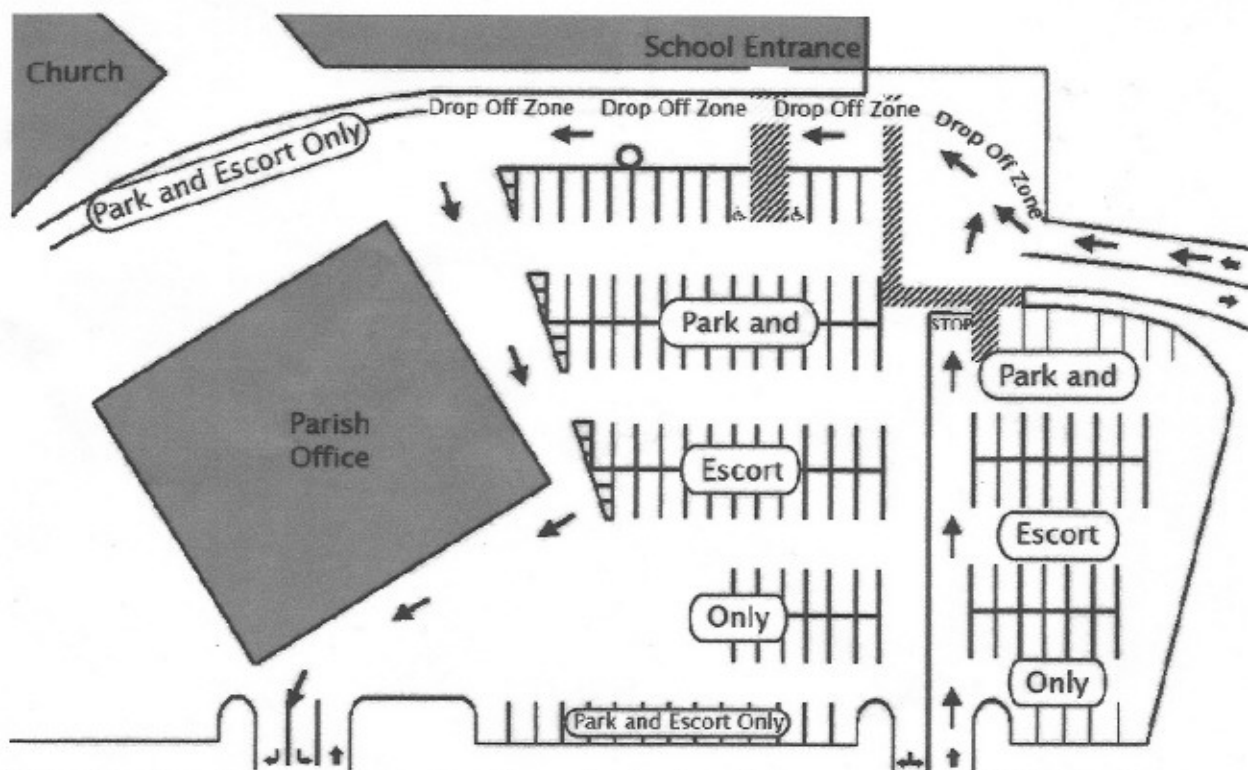 School Entrance
Church
Drop Off Zone
Drop Off Zone
Drop Off Zone
Drop Off Zone
Park and Escort Only
Park and
STOP
Park and
Parish
Office
Escort
Escort
Only
Only
Park and Escort Only